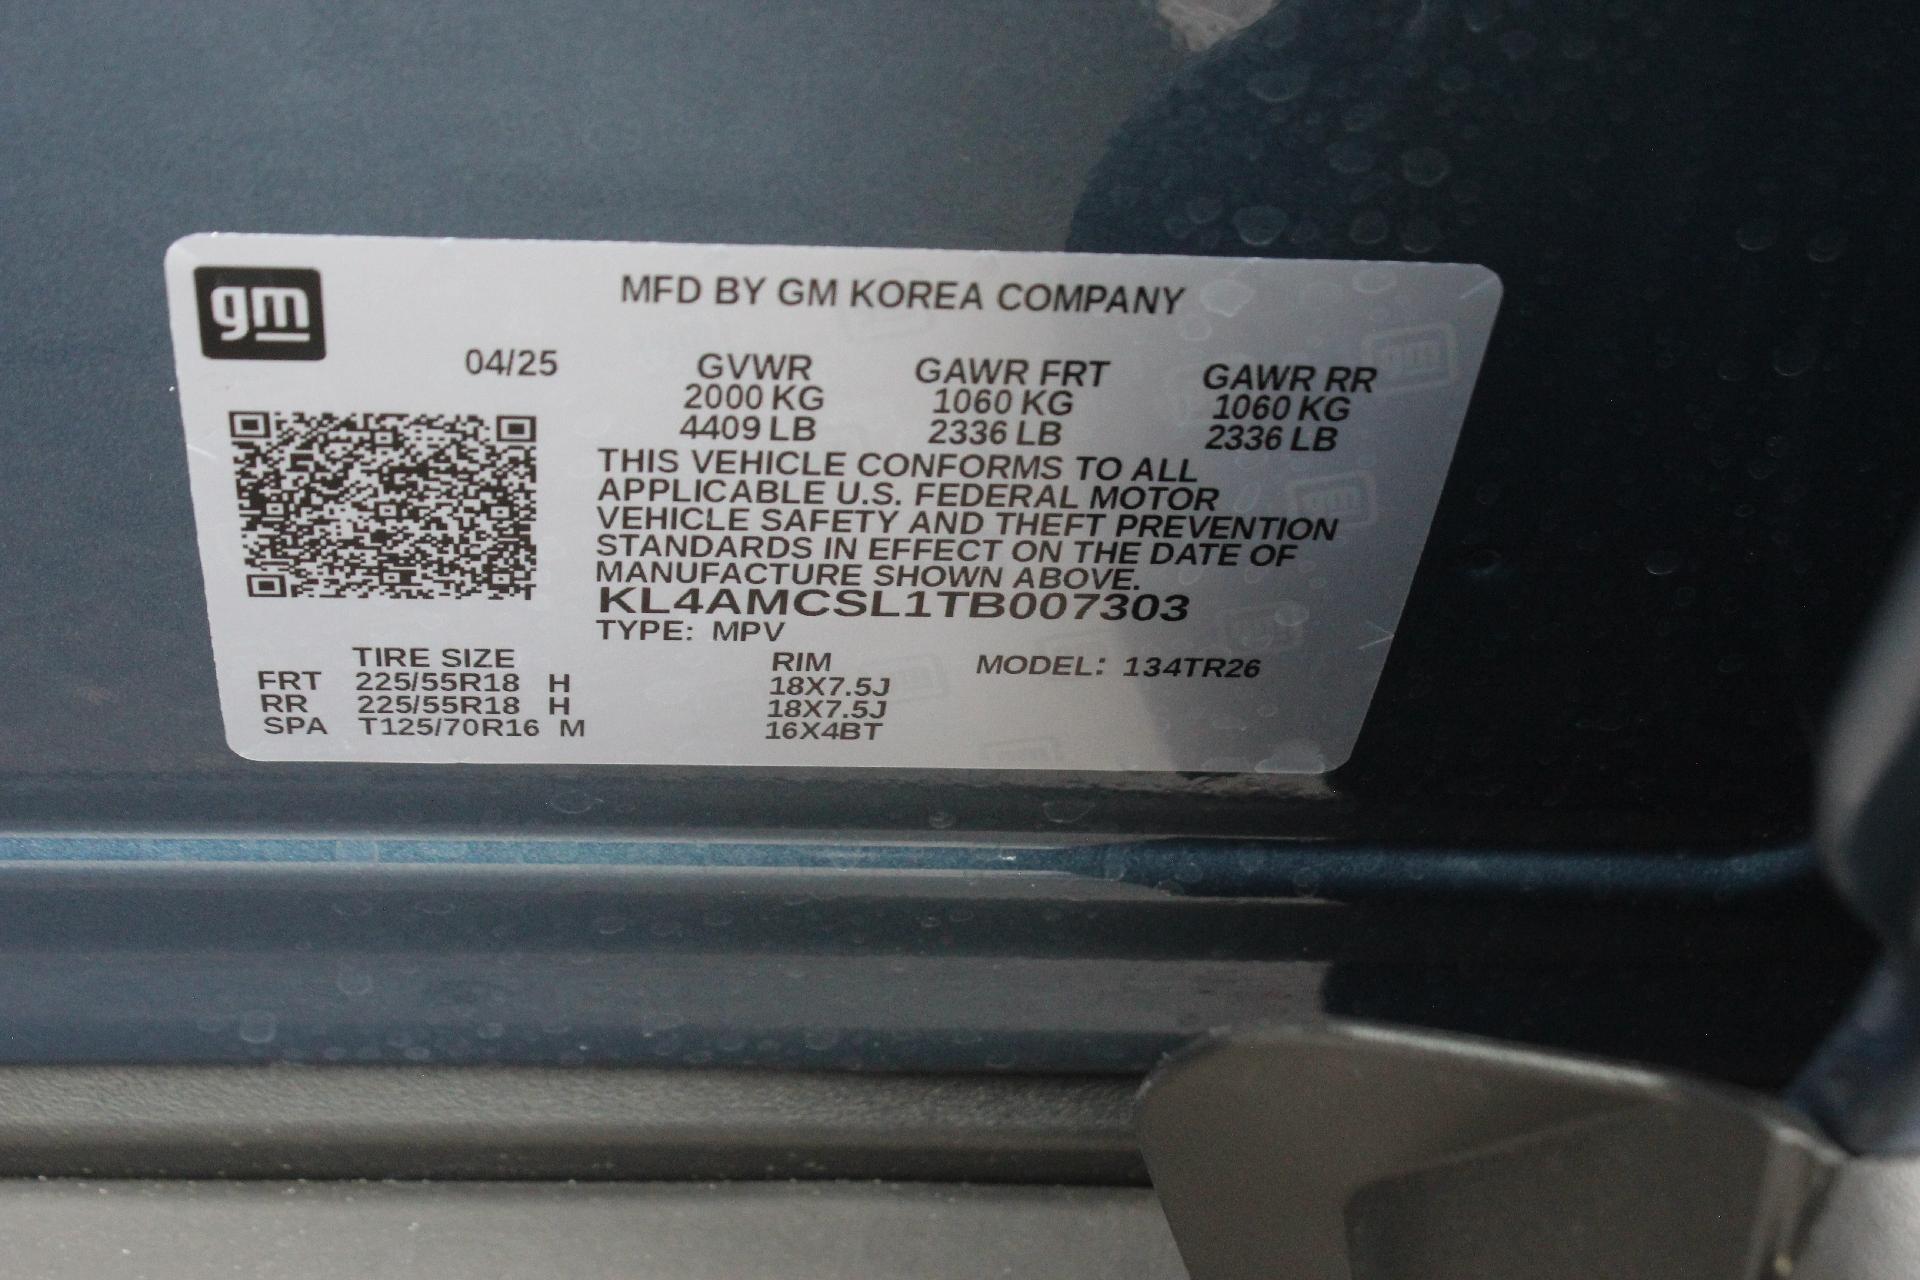 gm
MFD BY GM KOREA COMPANY
04/25 GVWR GAWR FRT GAWR RR
2000 KG 1060 KG 1060 KG
4409 LB 2336 LB 2336 LB
THIS VEHICLE CONFORMS TO ALL
APPLICABLE U.S. FEDERAL MOTOR
VEHICLE SAFETY AND THEFT PREVENTION
STANDARDS IN EFFECT ON THE DATE OF
MANUFACTURE SHOWN ABOVE.
KL4AMCSL1TB007303
TYPE: MPV
TIRE SIZE RIM MODEL: 134TR26
FRT 225/55R18 H 18X7.5J
RR 225/55R18 H 18X7.5J
SPA T125/70R16 M 16X4BT